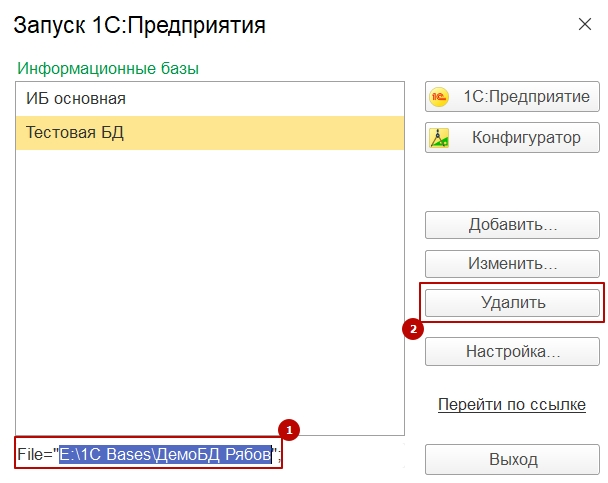 Запуск 1С:Предприятия
Информационные базы
ИБ основная
Тестовая БД
1С:Предприятие
Конфигуратор
Добавить...
Изменить...
Удалить
2
Настройка...
Перейти по ссылке
1
File="E:\1C Bases\ДемоБД Рябов";
Выход